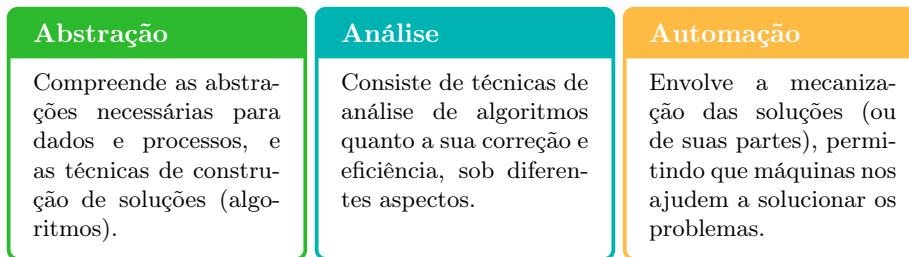 Abstração
Compreende as abstra-
ções necessárias para
dados e processos, e
as técnicas de constru-
ção de soluções (algo-
ritmos).
Análise
Consiste de técnicas de
análise de algoritmos
quanto a sua correção e
eficiência, sob diferen-
tes aspectos.
Automação
Envolve a mecaniza-
ção das soluções (ou
de suas partes), permi-
tindo que máquinas nos
ajudem a solucionar os
problemas.